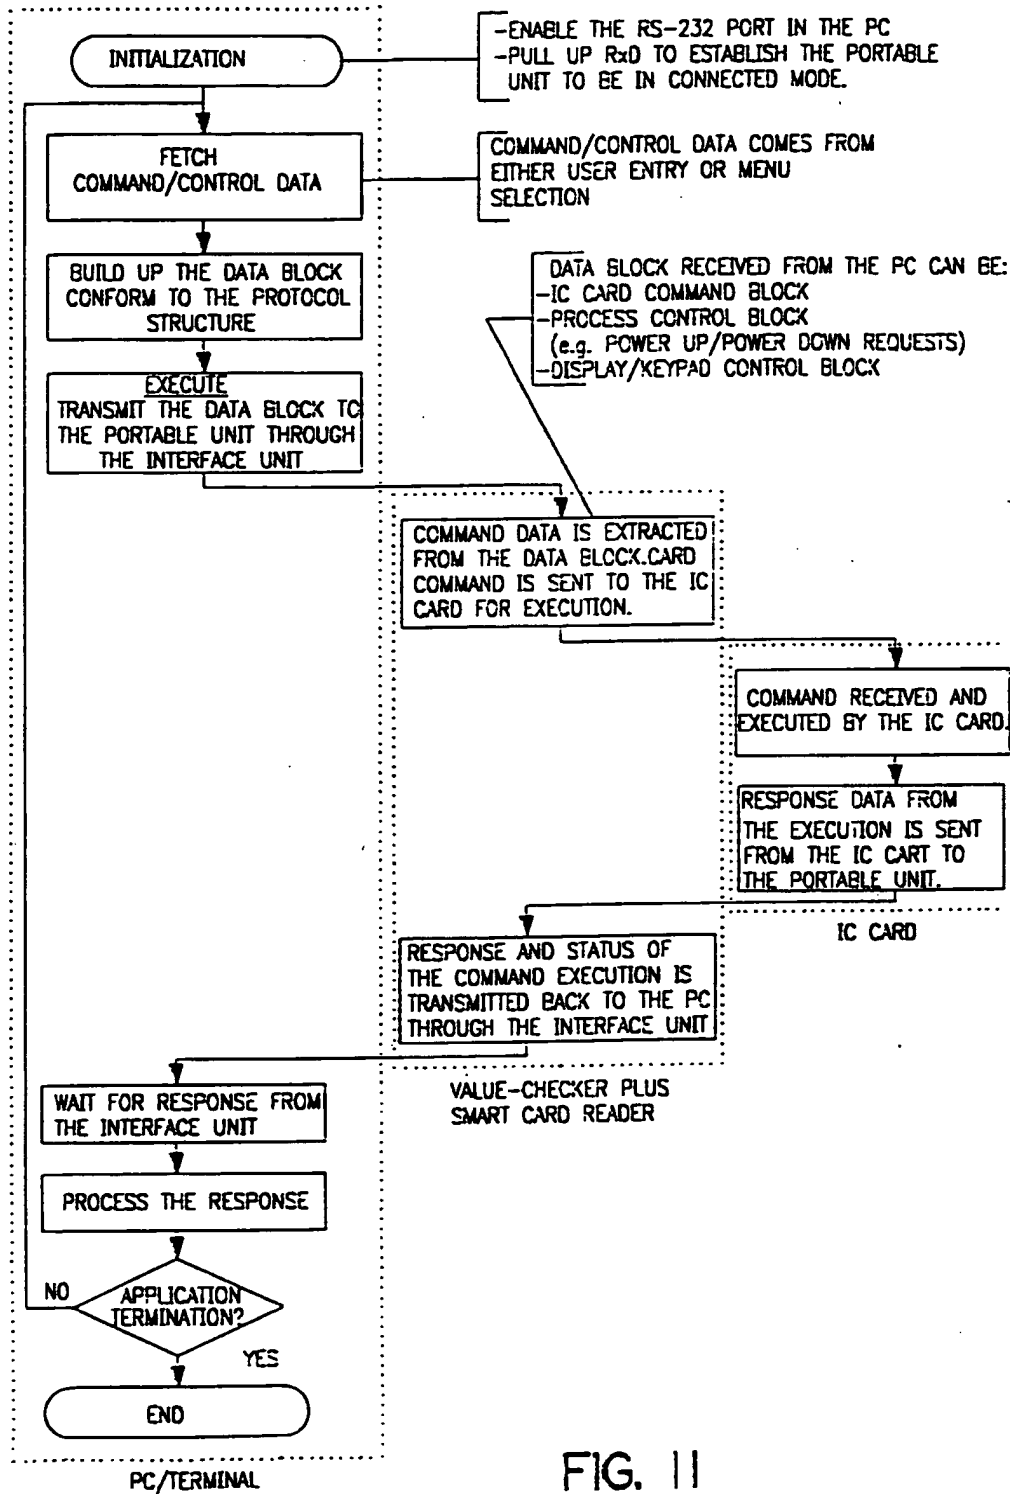 INITIALIZATION
-ENABLE THE RS-232 PORT IN THE PC
-PULL UP RxD TO ESTABLISH THE PORTABLE
UNIT TO BE IN CONNECTED MODE.
FETCH
COMMAND/CONTROL DATA
COMMAND/CONTROL DATA COMES FROM
EITHER USER ENTRY OR MENU
SELECTION
BUILD UP THE DATA BLOCK
CONFORM TO THE PROTOCOL
STRUCTURE
DATA BLOCK RECEIVED FROM THE PC CAN BE:
-IC CARD COMMAND BLOCK
-PROCESS CONTROL BLOCK
(e.g. POWER UP/POWER DOWN REQUESTS)
-DISPLAY/KEYPAD CONTROL BLOCK
EXECUTE
TRANSMIT THE DATA BLOCK TO
THE PORTABLE UNIT THROUGH
THE INTERFACE UNIT
COMMAND DATA IS EXTRACTED
FROM THE DATA BLOCK.CARD
COMMAND IS SENT TO THE IC
CARD FOR EXECUTION.
COMMAND RECEIVED AND
EXECUTED BY THE IC CARD.
RESPONSE DATA FROM
THE EXECUTION IS SENT
FROM THE IC CART TO
THE PORTABLE UNIT.
IC CARD
RESPONSE AND STATUS OF
THE COMMAND EXECUTION IS
TRANSMITTED BACK TO THE PC
THROUGH THE INTERFACE UNIT
VALUE-CHECKER PLUS
SMART CARD READER
WAIT FOR RESPONSE FROM
THE INTERFACE UNIT
PROCESS THE RESPONSE
NO
APPLICATION
TERMINATION?
YES
END
PC/TERMINAL
FIG. 11